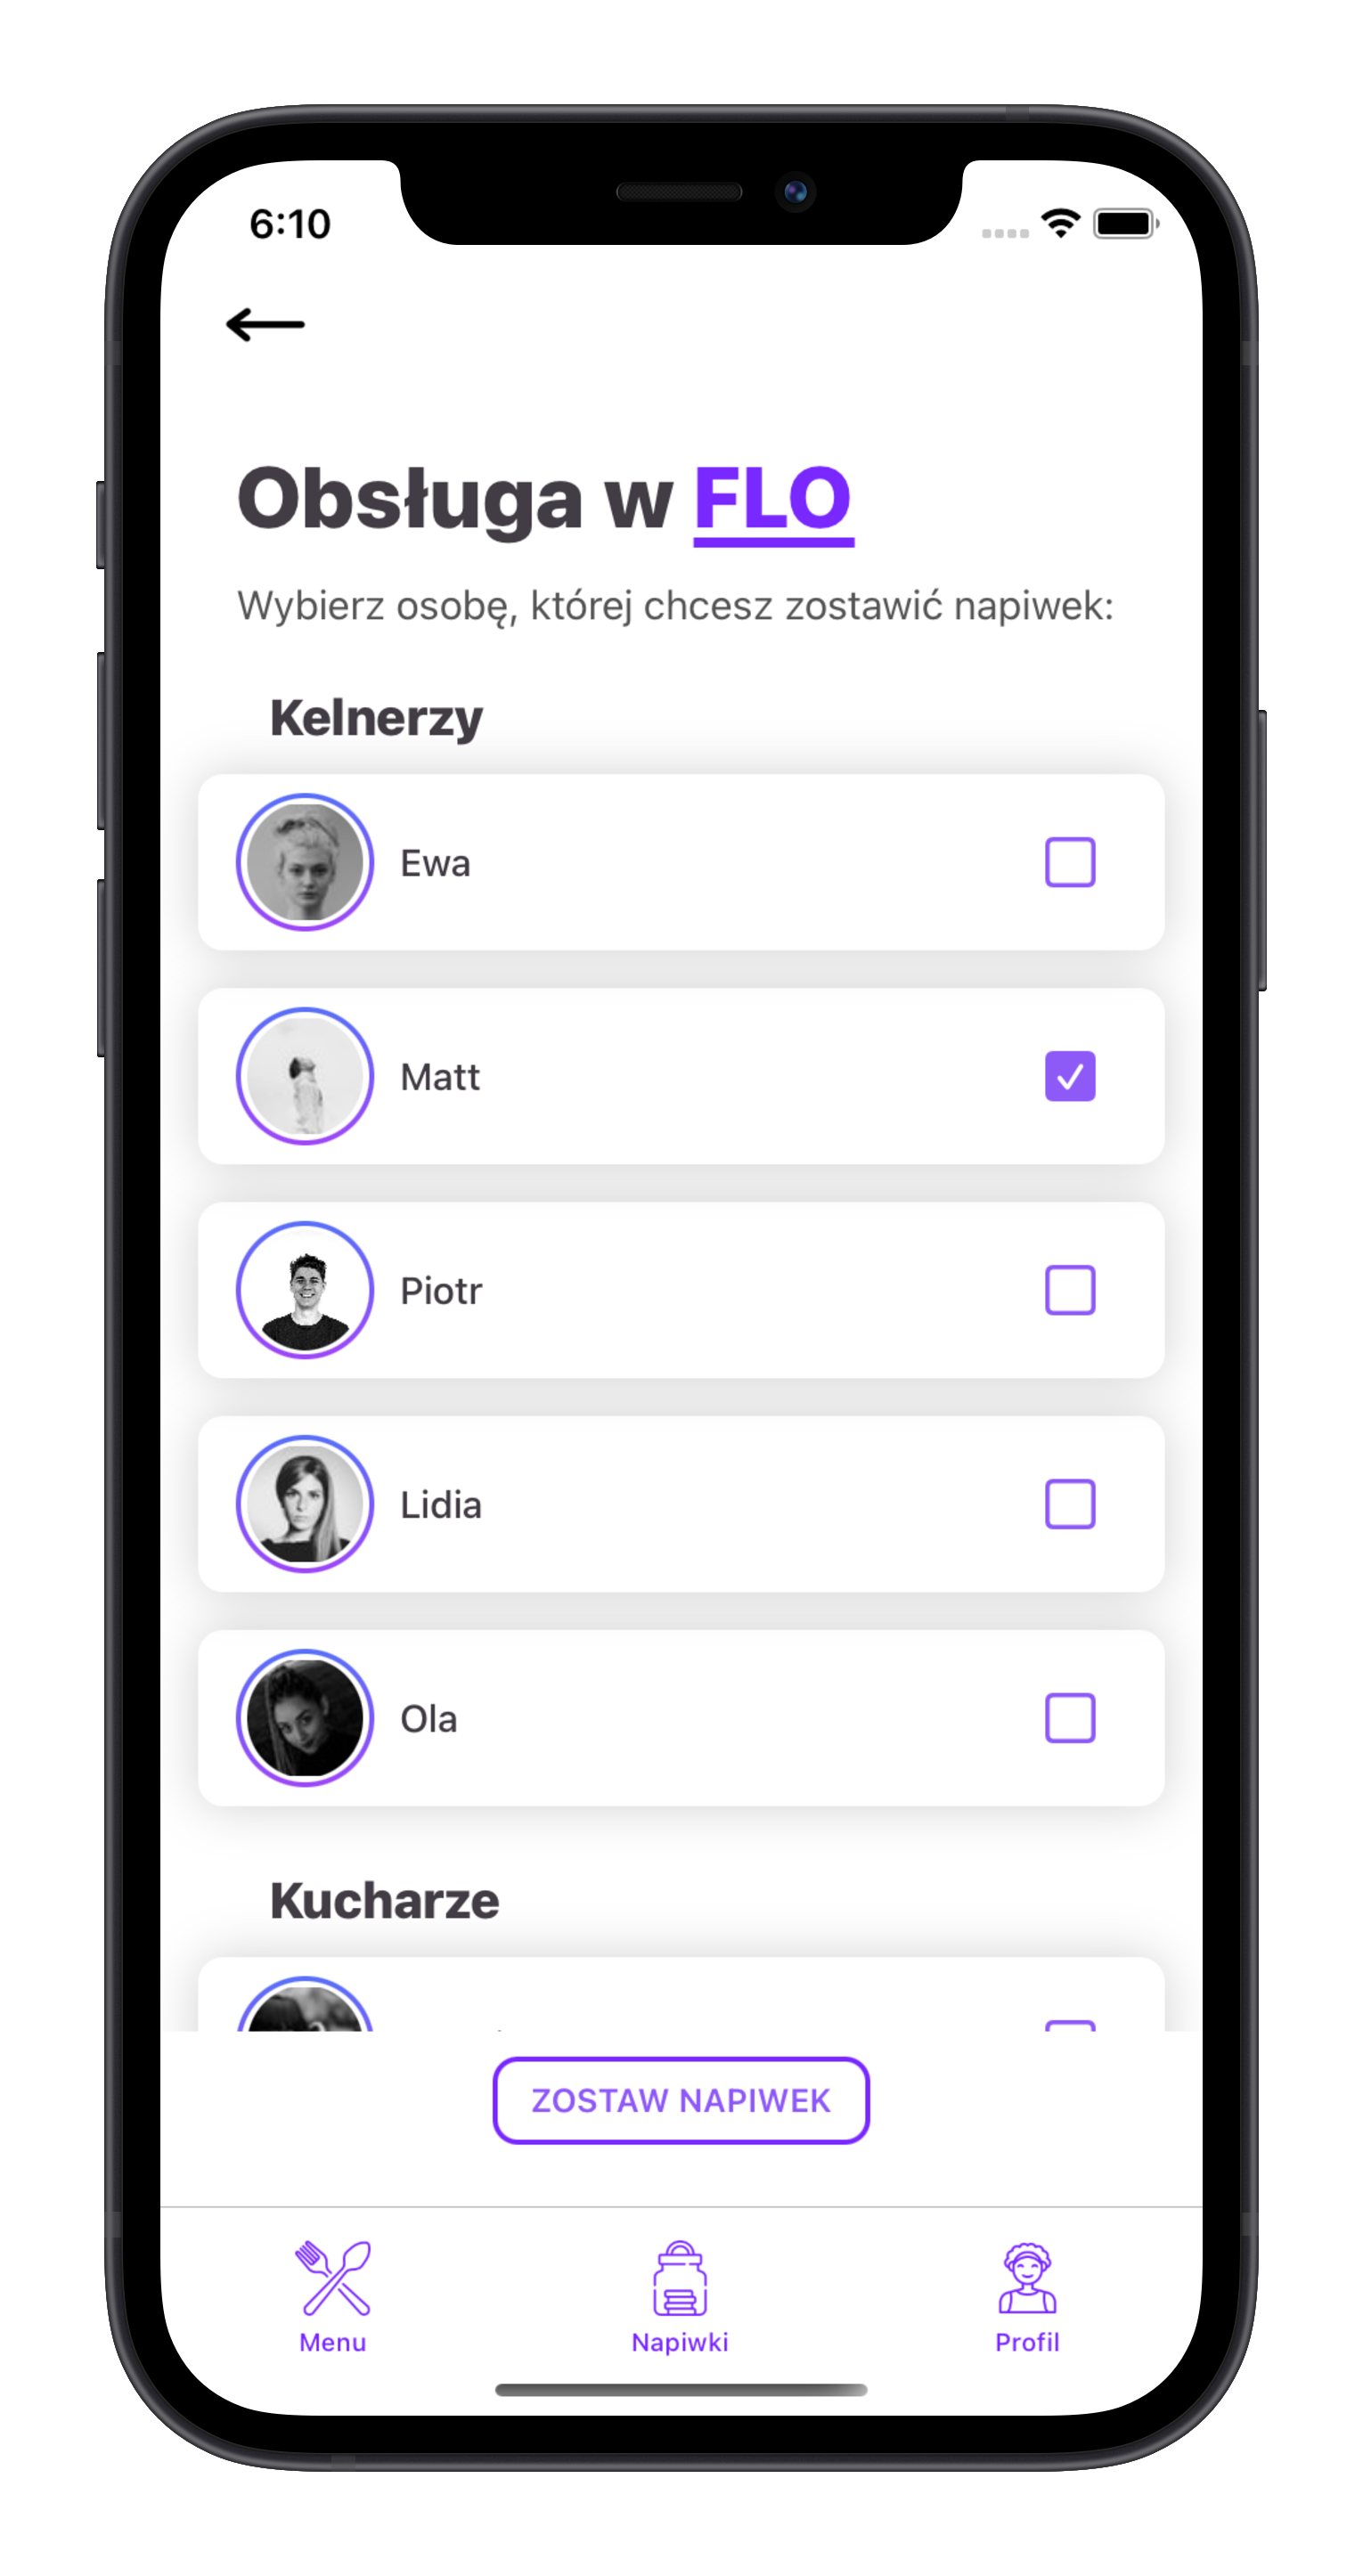 6:10
Obsługa w FLO
Wybierz osobę, której chcesz zostawić napiwek:
Kelnerzy
Ewa
Matt
Piotr
Lidia
Ola
Kucharze
ZOSTAW NAPIWEK
Menu
Napiwki
Profil